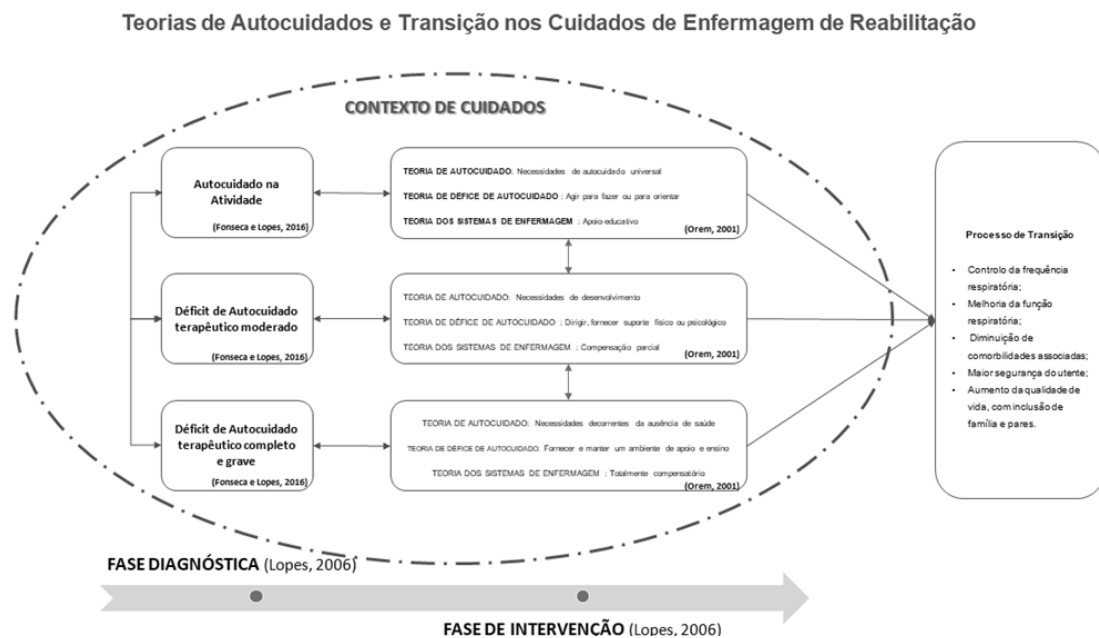 Teorias de Autocuidados e Transição nos Cuidados de Enfermagem de Reabilitação
CONTEXTO DE CUIDADOS
Autocuidado na
Atividade
(Fonseca e Lopes, 2016)
TEORIA DE AUTOCUIDADO: Necessidades de autocuidado universal
TEORIA DE DÉFICE DE AUTOCUIDADO : Agir para fazer ou para orientar
TEORIA DOS SISTEMAS DE ENFERMAGEM : Apoio-educativo
(Orem, 2001)
Déficit de Autocuidado
terapêutico moderado
(Fonseca e Lopes, 2016)
TEORIA DE AUTOCUIDADO: Necessidades de desenvolvimento
TEORIA DE DÉFICE DE AUTOCUIDADO : Dirigir, fornecer suporte físico ou psicológico
TEORIA DOS SISTEMAS DE ENFERMAGEM : Compensação parcial
(Orem, 2001)
Déficit de Autocuidado
terapêutico completo
e grave
(Fonseca e Lopes, 2016)
TEORIA DE AUTOCUIDADO: Necessidades decorrentes da ausência de saúde
TEORIA DE DÉFICE DE AUTOCUIDADO: Fornecer e manter um ambiente de apoio e ensino
TEORIA DOS SISTEMAS DE ENFERMAGEM : Totalmente compensatório
(Orem, 2001)
Processo de Transição
• Controlo da frequência
respiratória;
• Melhoria da função
respiratória;
• Diminuição de
comorbilidades associadas;
• Maior segurança do utente;
• Aumento da qualidade de
vida, com inclusão de
família e pares.
FASE DIAGNÓSTICA (Lopes, 2006)
FASE DE INTERVENÇÃO (Lopes, 2006)